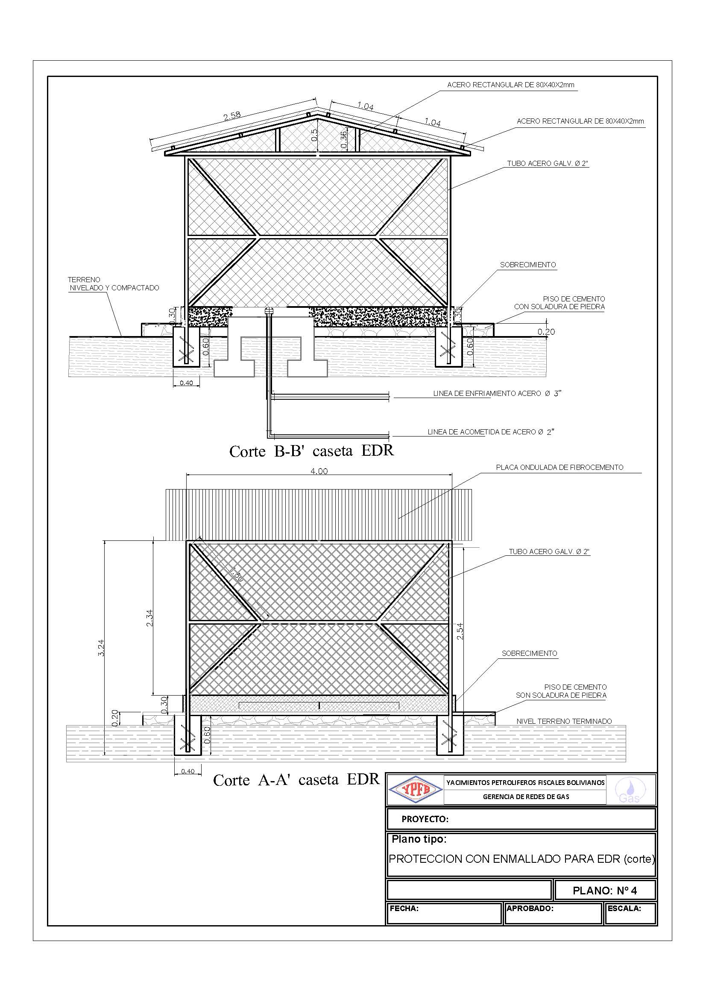 ACERO RECTANGULAR DE 80X40X2mm
2.58
1.04
1.04
ACERO RECTANGULAR DE 80X40X2mm
0.5
0.36
TUBO ACERO GALV. Ø 2"
SOBRECIMIENTO
TERRENO
NIVELADO Y COMPACTADO
PISO DE CEMENTO
CON SOLADURA DE PIEDRA
0.30
0.30
0.20
0.60
0.60
0.40
LINEA DE ENFRIAMIENTO ACERO Ø 3"
LINEA DE ACOMETIDA DE ACERO Ø 2"
Corte B-B' caseta EDR
PLACA ONDULADA DE FIBROCEMENTO
4.00
TUBO ACERO GALV. Ø 2"
2.34
2.54
3.24
SOBRECIMIENTO
PISO DE CEMENTO
SON SOLADURA DE PIEDRA
0.30
0.20
NIVEL TERRENO TERMINADO
0.60
0.40
Corte A-A' caseta EDR
YPFB
YACIMIENTOS PETROLIFEROS FISCALES BOLIVIANOS
GERENCIA DE REDES DE GAS
Gas
PROYECTO:
Plano tipo:
PROTECCION CON ENMALLADO PARA EDR (corte)
PLANO: Nº 4
FECHA:
APROBADO:
ESCALA: